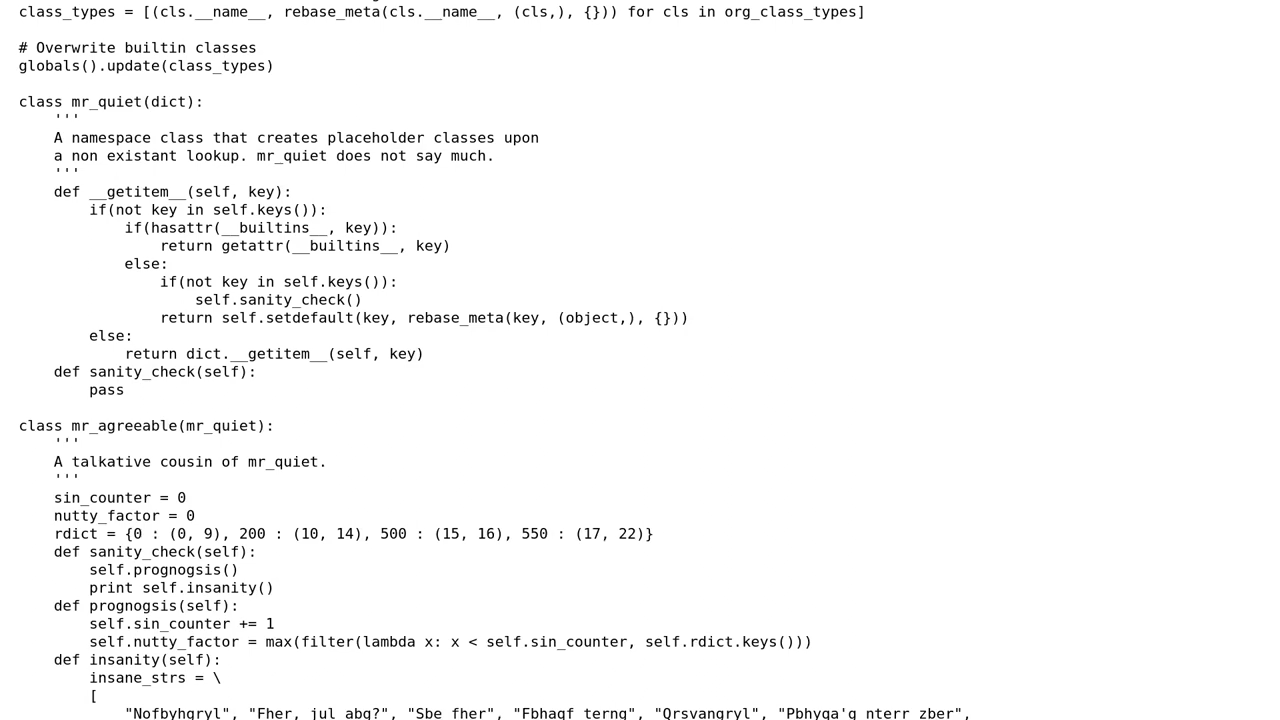 class_types = [(cls.__name__, rebase_meta(cls.__name__, (cls,), {})) for cls in org_class_types]
# Overwrite builtin classes
globals().update(class_types)
class mr_quiet(dict):
'''
A namespace class that creates placeholder classes upon
a non existant lookup. mr_quiet does not say much.
'''
def __getitem__(self, key):
if(not key in self.keys()):
if(hasattr(__builtins__, key)):
return getattr(__builtins__, key)
else:
if(not key in self.keys()):
self.sanity_check()
return self.setdefault(key, rebase_meta(key, (object,), {}))
else:
return dict.__getitem__(self, key)
def sanity_check(self):
pass
class mr_agreeable(mr_quiet):
'''
A talkative cousin of mr_quiet.
'''
sin_counter = 0
nutty_factor = 0
rdict = {0 : (0, 9), 200 : (10, 14), 500 : (15, 16), 550 : (17, 22)}
def sanity_check(self):
self.prognogsis()
print self.insanity()
def prognogsis(self):
self.sin_counter += 1
self.nutty_factor = max(filter(lambda x: x < self.sin_counter, self.rdict.keys()))
def insanity(self):
insane_strs = \
[
"Nofbyhgryl", "Fher, jul abg?", "Sbe fher", "Fbhaqf terng", "Qrsvangryl", "Pbhyqa'g nterr zber",